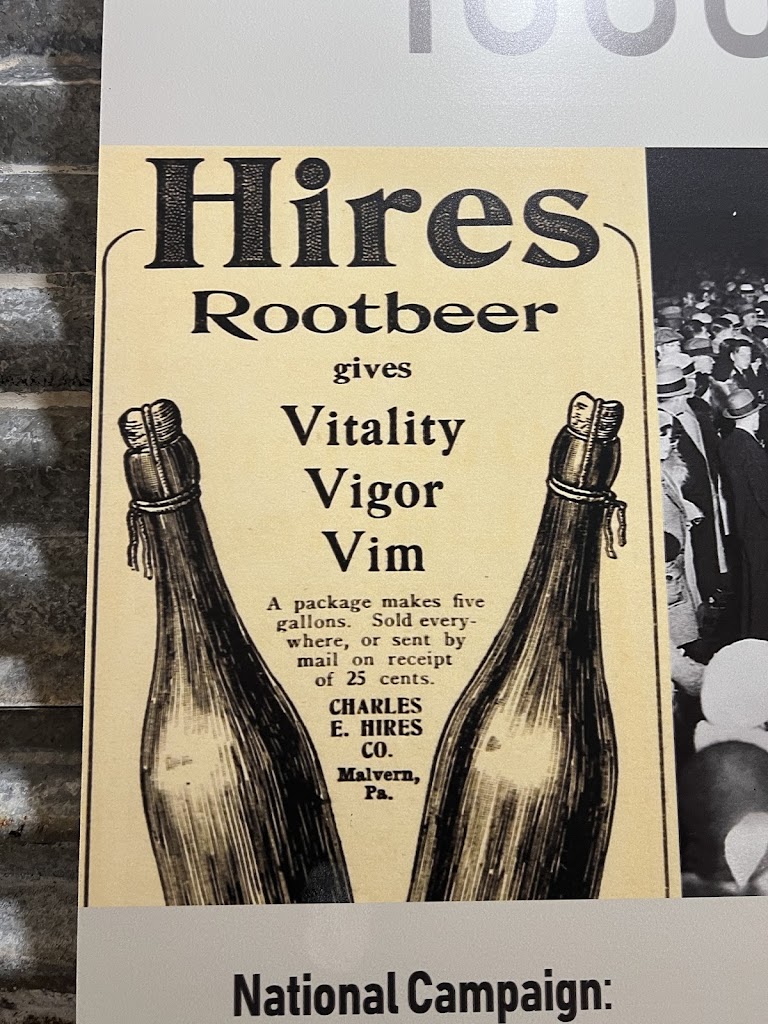 Hires
Rootbeer
gives
Vitality
Vigor
Vim
A package makes five
gallons. Sold every-
where, or sent by
mail on receipt
of 25 cents.
CHARLES
E. HIRES
CO.
Malvern,
Pa.
National Campaign: